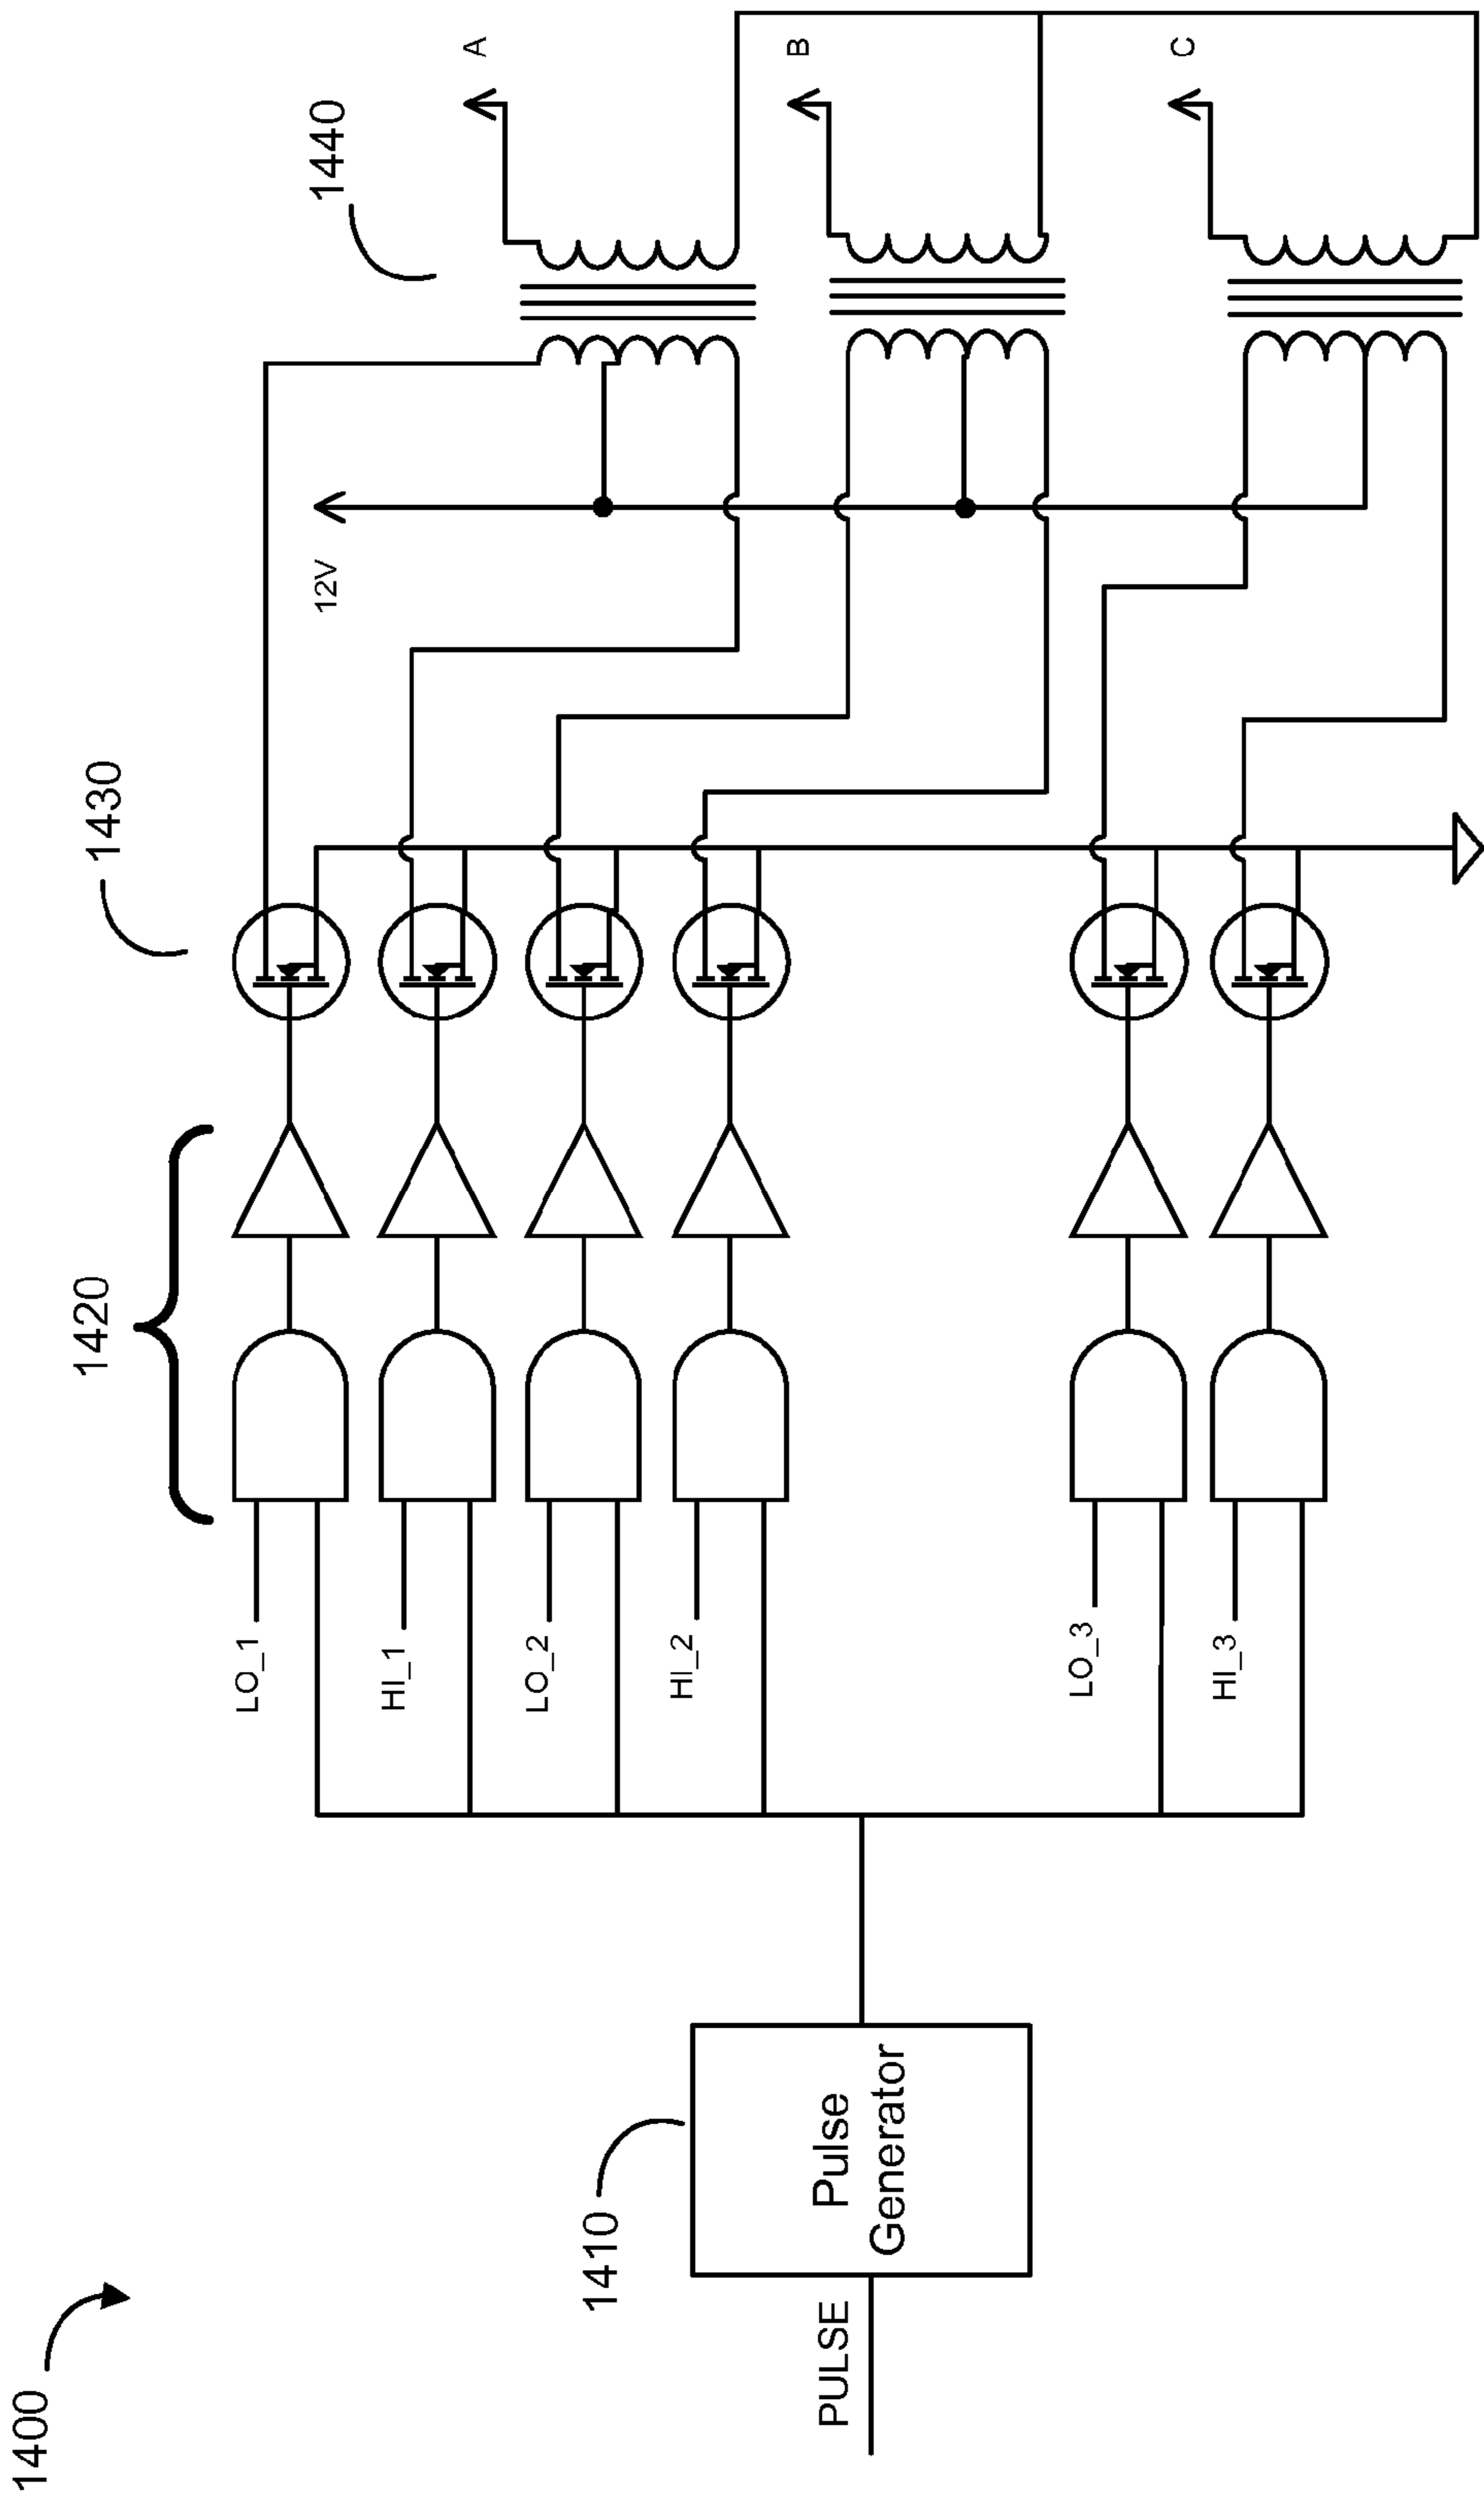 1400
PULSE
1410
Pulse
Generator
LO_1
HI_1
LO_2
HI_2
LO_3
HI_3
1420
1430
12V
1440
A
B
C